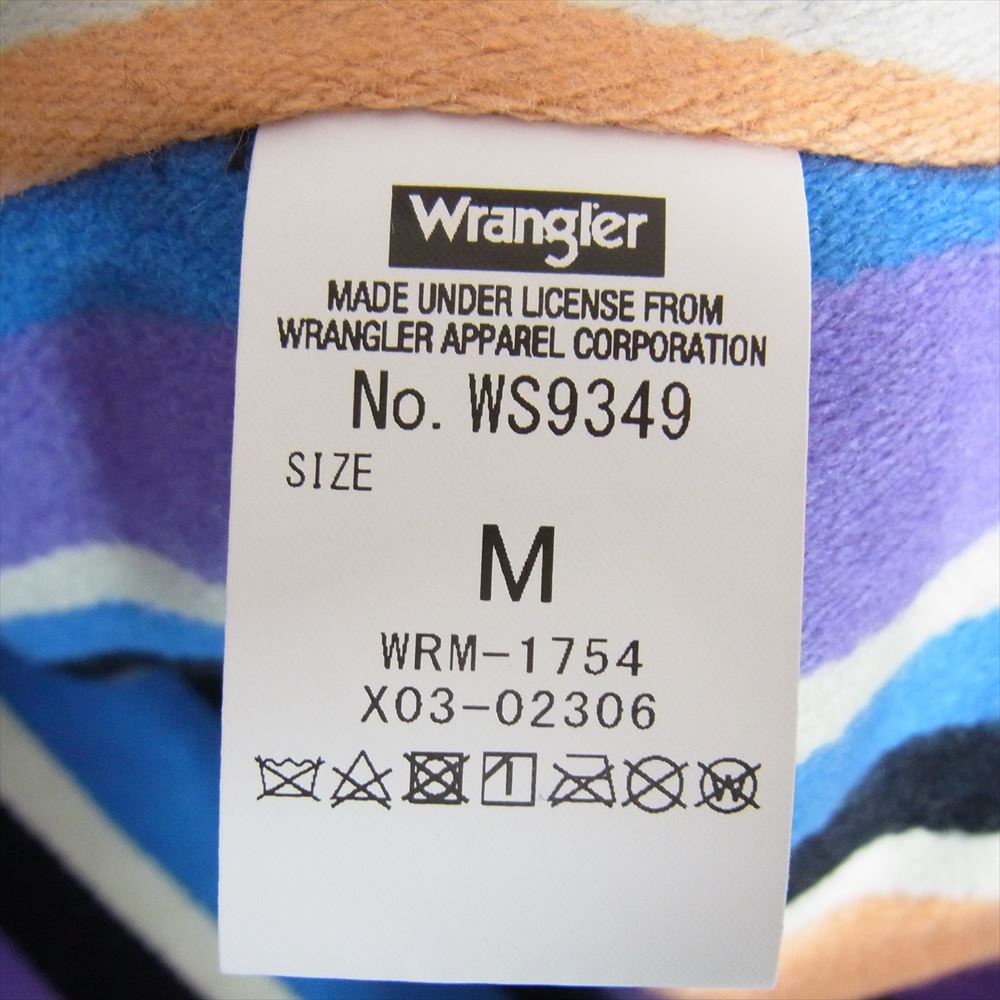 Wrangler
MADE UNDER LICENSE FROM
WRANGLER APPAREL CORPORATION
No. WS9349
SIZE
M
WRM-1754
X03-02306
W